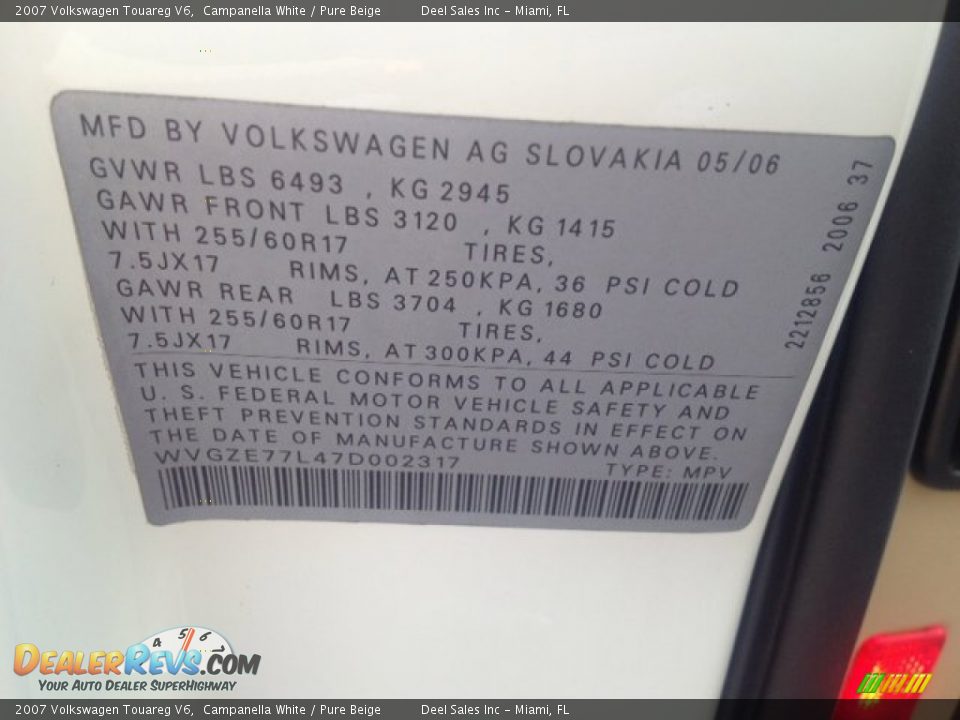 2007 Volkswagen Touareg V6, Campanella White / Pure Beige Deel Sales Inc - Miami, FL
MFD BY VOLKSWAGEN AG SLOVAKIA 05/06
GVWR LBS 6493 , KG 2945
GAWR FRONT LBS 3120 , KG 1415
WITH 255/60R17 TIRES,
7.5JX17 RIMS, AT 250KPA, 36 PSI COLD
GAWR REAR LBS 3704 , KG 1680
WITH 255/60R17 TIRES,
7.5JX17 RIMS, AT 300KPA, 44 PSI COLD
THIS VEHICLE CONFORMS TO ALL APPLICABLE
U. S. FEDERAL MOTOR VEHICLE SAFETY AND
THEFT PREVENTION STANDARDS IN EFFECT ON
THE DATE OF MANUFACTURE SHOWN ABOVE.
WVGZE77L47D002317 TYPE: MPV
2212856 2006 37
4 5 6 7
DEALERREVS.COM
YOUR AUTO DEALER SUPERHIGHWAY
2007 Volkswagen Touareg V6, Campanella White / Pure Beige Deel Sales Inc - Miami, FL